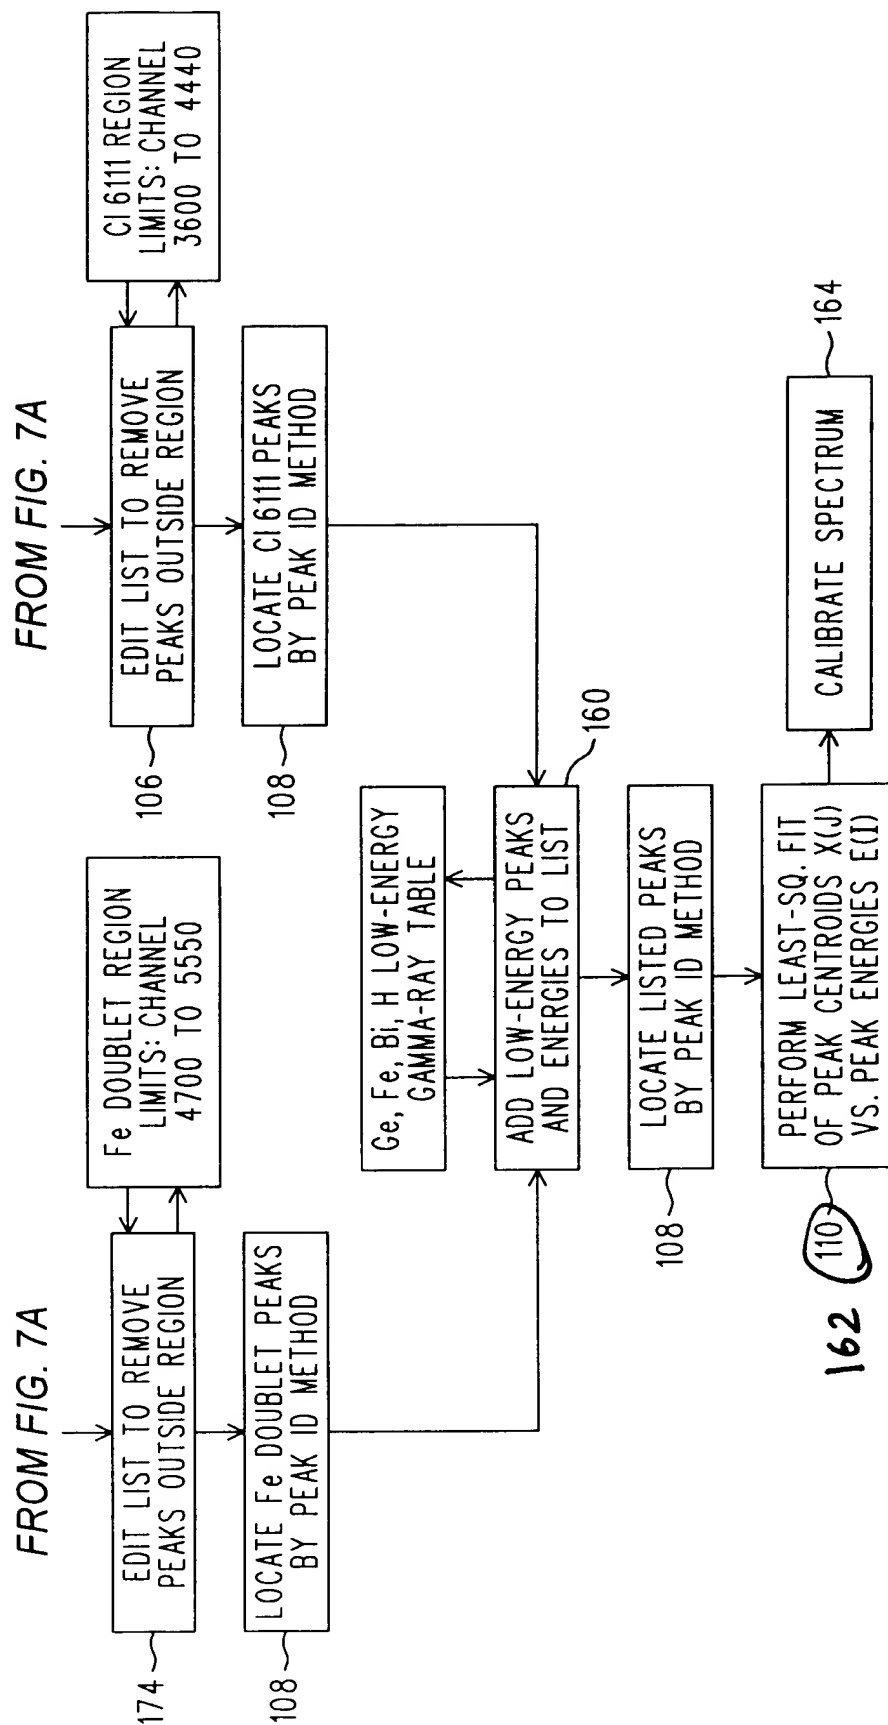 FROM FIG. 7A
174
EDIT LIST TO REMOVE
PEAKS OUTSIDE REGION
Fe DOUBLET REGION
LIMITS: CHANNEL
4700 TO 5550
108
LOCATE Fe DOUBLET PEAKS
BY PEAK ID METHOD
FROM FIG. 7A
106
EDIT LIST TO REMOVE
PEAKS OUTSIDE REGION
Cl 6111 REGION
LIMITS: CHANNEL
3600 TO 4440
108
LOCATE Cl 6111 PEAKS
BY PEAK ID METHOD
Ge, Fe, Bi, H LOW-ENERGY
GAMMA-RAY TABLE
ADD LOW-ENERGY PEAKS
AND ENERGIES TO LIST
160
108
LOCATE LISTED PEAKS
BY PEAK ID METHOD
162
110
PERFORM LEAST-SQ. FIT
OF PEAK CENTROIDS X(J)
VS. PEAK ENERGIES E(I)
CALIBRATE SPECTRUM
164